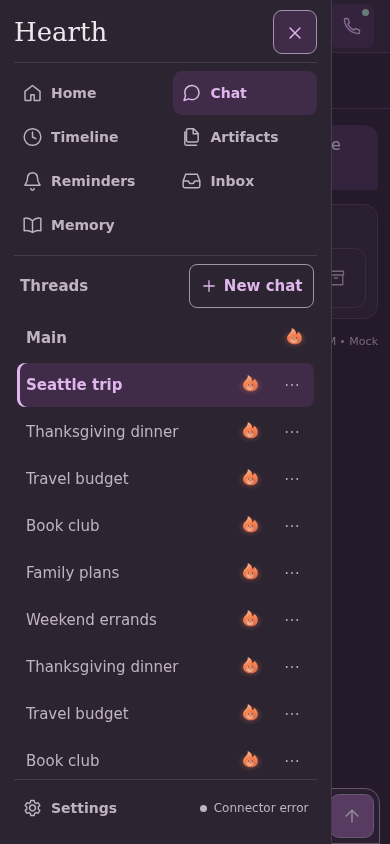 Hearth
Home
Chat
Timeline
Artifacts
Reminders
Inbox
Memory
Threads
+ New chat
Main
Seattle trip
Thanksgiving dinner
Travel budget
Book club
Family plans
Weekend errands
Thanksgiving dinner
Travel budget
Book club
Settings
Connector error
e
M • Mock